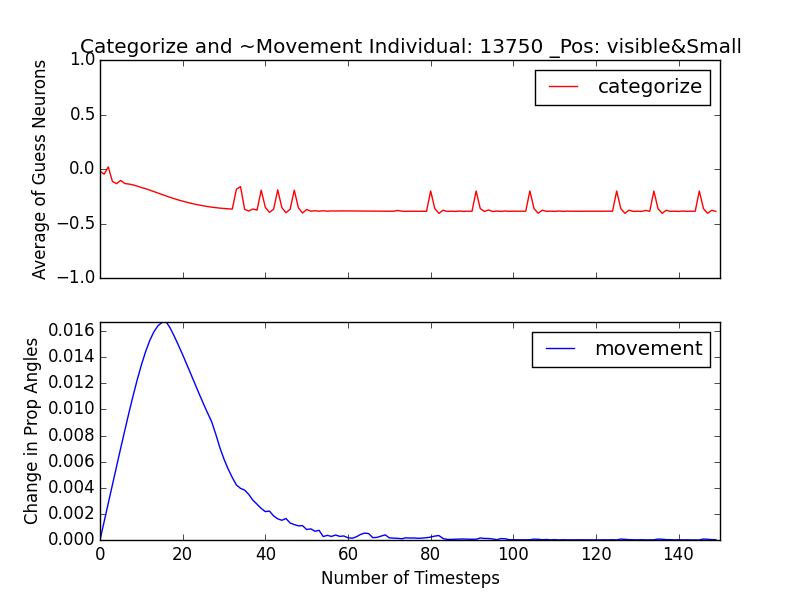 Categorize and ~Movement Individual: 13750 _Pos: visible&Small
1.0
0.5
0.0
−0.5
−1.0
Average of Guess Neurons
categorize
0.016
0.014
0.012
0.010
0.008
0.006
0.004
0.002
0.000
Change in Prop Angles
movement
0 20 40 60 80 100 120 140
Number of Timesteps